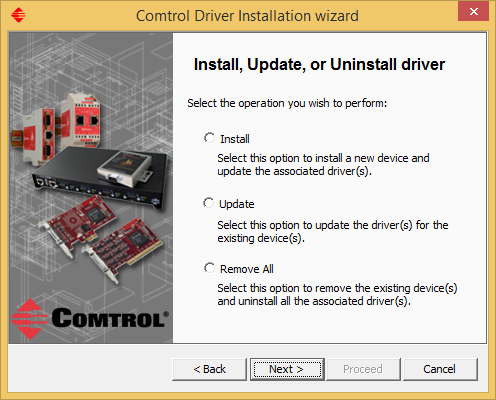 Comtrol Driver Installation wizard
Install, Update, or Uninstall driver
Select the operation you wish to perform:
Install
Select this option to install a new device and
update the associated driver(s).
Update
Select this option to update the driver(s) for the
existing device(s).
Remove All
Select this option to remove the existing device(s)
and uninstall all the associated driver(s).
COMTROL®
< Back
Next >
Proceed
Cancel